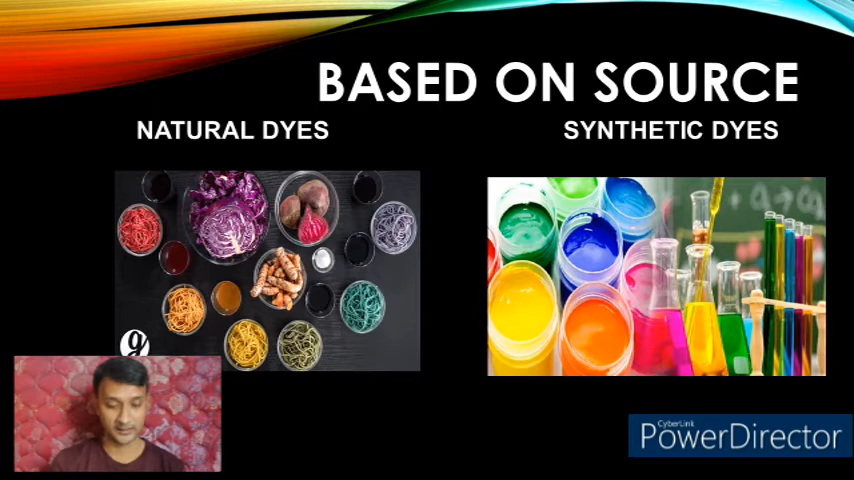 BASED ON SOURCE
NATURAL DYES
SYNTHETIC DYES
g
CyberLink
PowerDirector